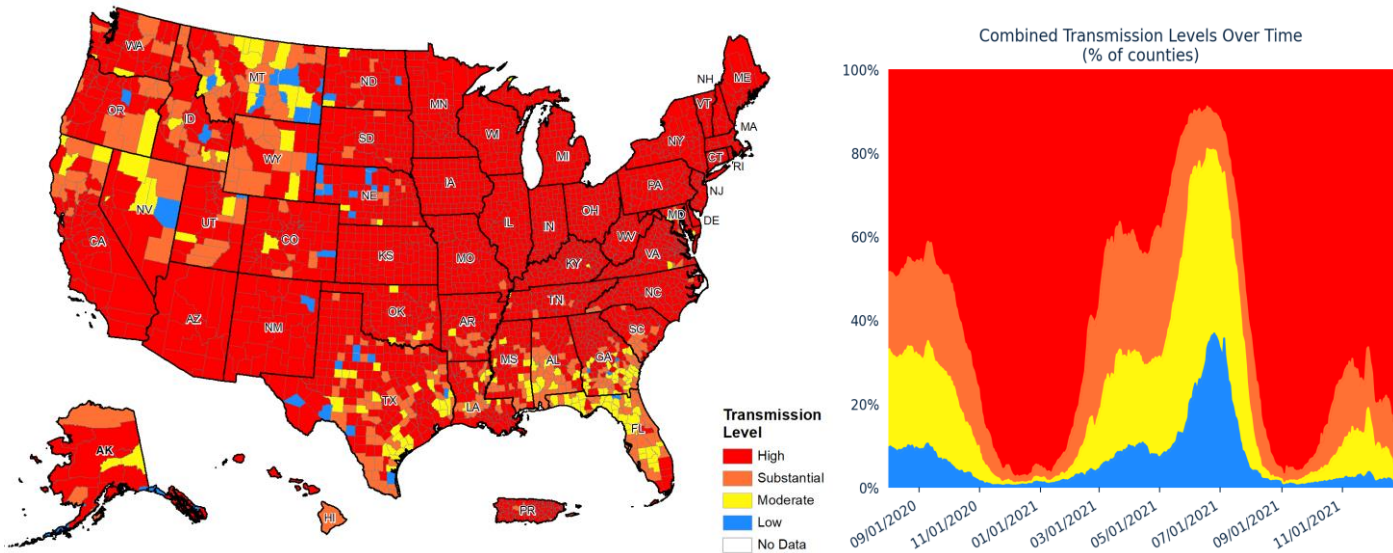 WA
MT
ND
MN
OR
ID
SD
WI
WY
NE
IA
NV
UT
CO
CA
KS
MO
IL
IN
OH
MI
PA
NY
NH
VT
ME
MA
CT
RI
NJ
DE
MD
WV
VA
KY
NC
TN
SC
AZ
NM
OK
AR
MS
AL
GA
TX
LA
FL
AK
HI
PR
Transmission
Level
High
Substantial
Moderate
Low
No Data
Combined Transmission Levels Over Time
(% of counties)
100%
80%
60%
40%
20%
0%
09/01/2020
11/01/2020
01/01/2021
03/01/2021
05/01/2021
07/01/2021
09/01/2021
11/01/2021